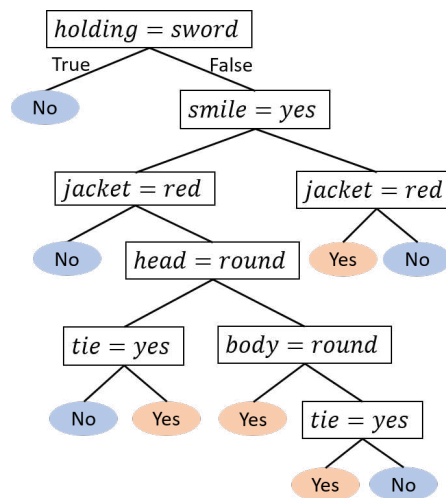 holding = sword
True False
No smile = yes
jacket = red jacket = red
No head = round Yes No
tie = yes body = round
No Yes Yes tie = yes
Yes No